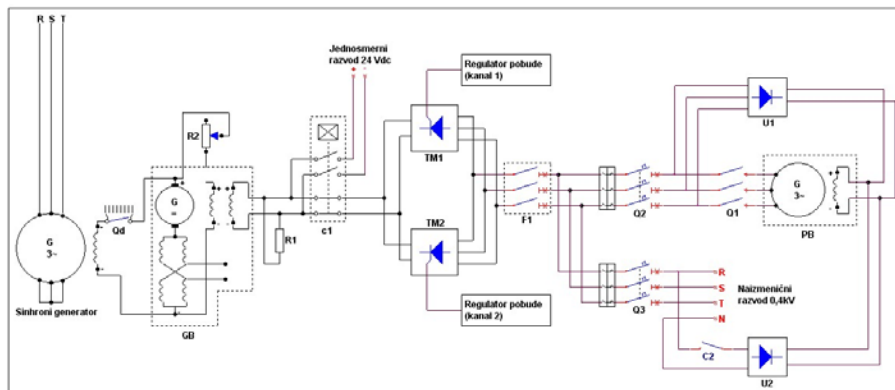 R S T
Jednosmerni
razvod 24 Vdc
+ -
Regulator pobude
(kanal 1)
U1
R2
TM1
G
=
G
3~
PB
Qd
F1
Q2
Q1
R1
c1
TM2
G
3~
Sinhroni generator
GB
Regulator pobude
(kanal 2)
Q3
R
S
T
N
Naizmenični
razvod 0,4kV
C2
U2